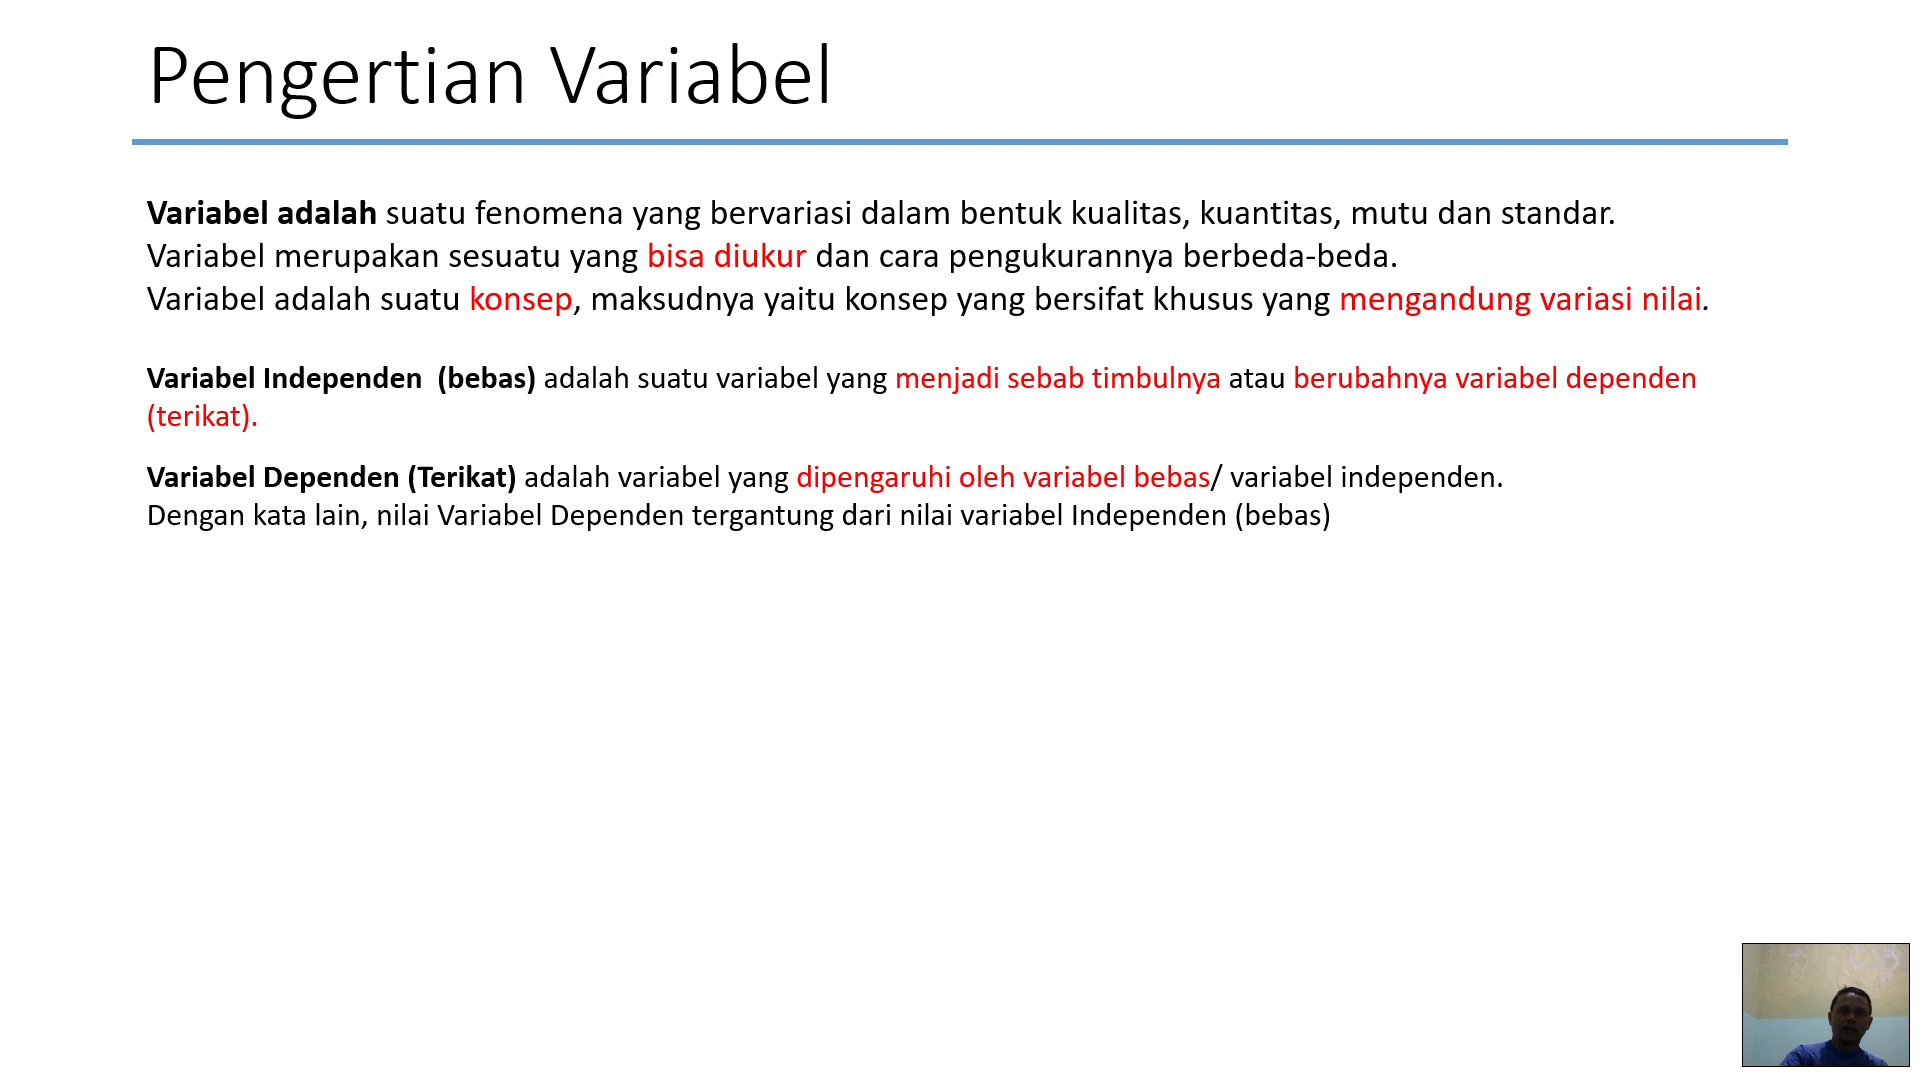 Pengertian Variabel
Variabel adalah suatu fenomena yang bervariasi dalam bentuk kualitas, kuantitas, mutu dan standar.
Variabel merupakan sesuatu yang bisa diukur dan cara pengukurannya berbeda-beda.
Variabel adalah suatu konsep, maksudnya yaitu konsep yang bersifat khusus yang mengandung variasi nilai.
Variabel Independen  (bebas) adalah suatu variabel yang menjadi sebab timbulnya atau berubahnya variabel dependen
(terikat).
Variabel Dependen (Terikat) adalah variabel yang dipengaruhi oleh variabel bebas/ variabel independen.
Dengan kata lain, nilai Variabel Dependen tergantung dari nilai variabel Independen (bebas)